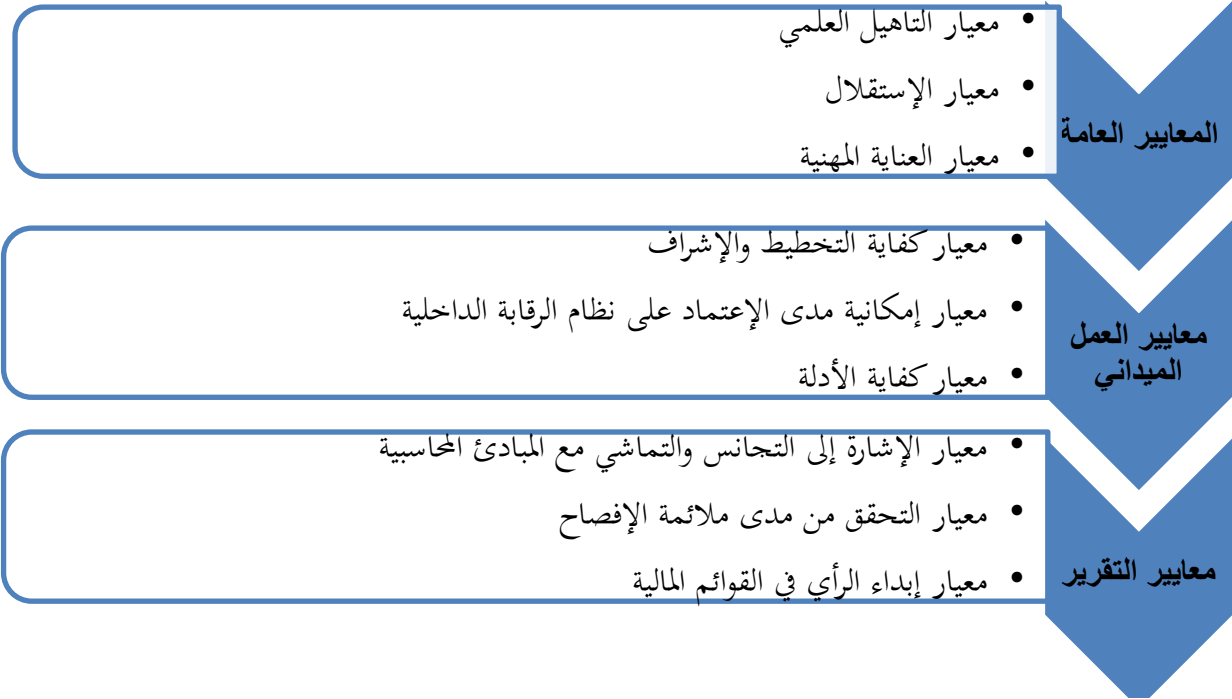 المعايير العامة
• معيار التاهيل العلمي
• معيار الإستقلال
• معيار العناية المهنية
معايير العمل
الميداني
• معيار كفاية التخطيط والإشراف
• معيار إمكانية مدى الإعتماد على نظام الرقابة الداخلية
• معيار كفاية الأدلة
معايير التقرير
• معيار الإشارة إلى التجانس والتماشي مع المبادئ المحاسبية
• معيار التحقق من مدى ملائمة الإفصاح
• معيار إبداء الرأي في القوائم المالية